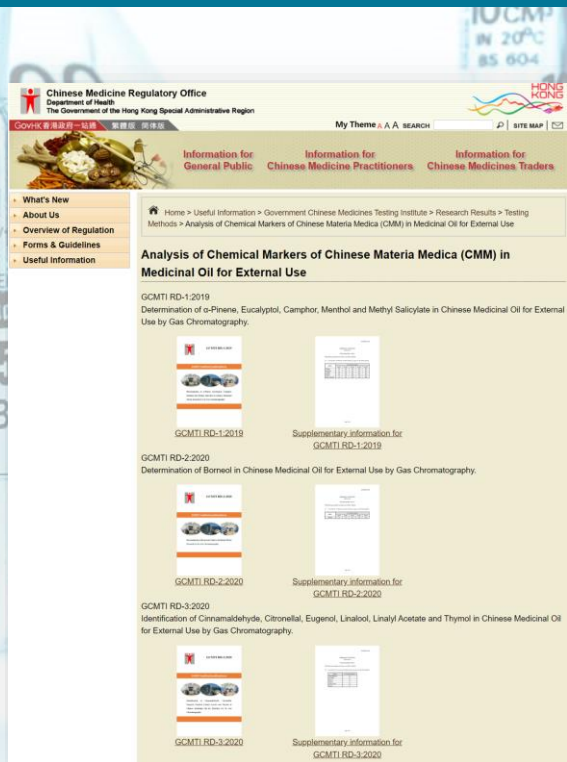 10CM³
IN 20°C
85 604
Chinese Medicine Regulatory Office
Department of Health
The Government of the Hong Kong Special Administrative Region
HONG
KONG
GOVHK 香港政府一站通 繁體版 简体版
My Theme A A A SEARCH
SITE MAP
Information for
General Public
Information for
Chinese Medicine Practitioners
Information for
Chinese Medicines Traders
What's New
About Us
Overview of Regulation
Forms & Guidelines
Useful Information
Home > Useful Information > Government Chinese Medicines Testing Institute > Research Results > Testing
Methods > Analysis of Chemical Markers of Chinese Materia Medica (CMM) in Medicinal Oil for External Use
Analysis of Chemical Markers of Chinese Materia Medica (CMM) in
Medicinal Oil for External Use
GCMTI RD-1:2019
Determination of α-Pinene, Eucalyptol, Camphor, Menthol and Methyl Salicylate in Chinese Medicinal Oil for External
Use by Gas Chromatography.
GCMTI RD-1:2019
Supplementary information for
GCMTI RD-1:2019
GCMTI RD-2:2020
Determination of Borneol in Chinese Medicinal Oil for External Use by Gas Chromatography.
GCMTI RD-2:2020
Supplementary information for
GCMTI RD-2:2020
GCMTI RD-3:2020
Identification of Cinnamaldehyde, Citronellal, Eugenol, Linalool, Linalyl Acetate and Thymol in Chinese Medicinal Oil
for External Use by Gas Chromatography.
GCMTI RD-3:2020
Supplementary information for
GCMTI RD-3:2020